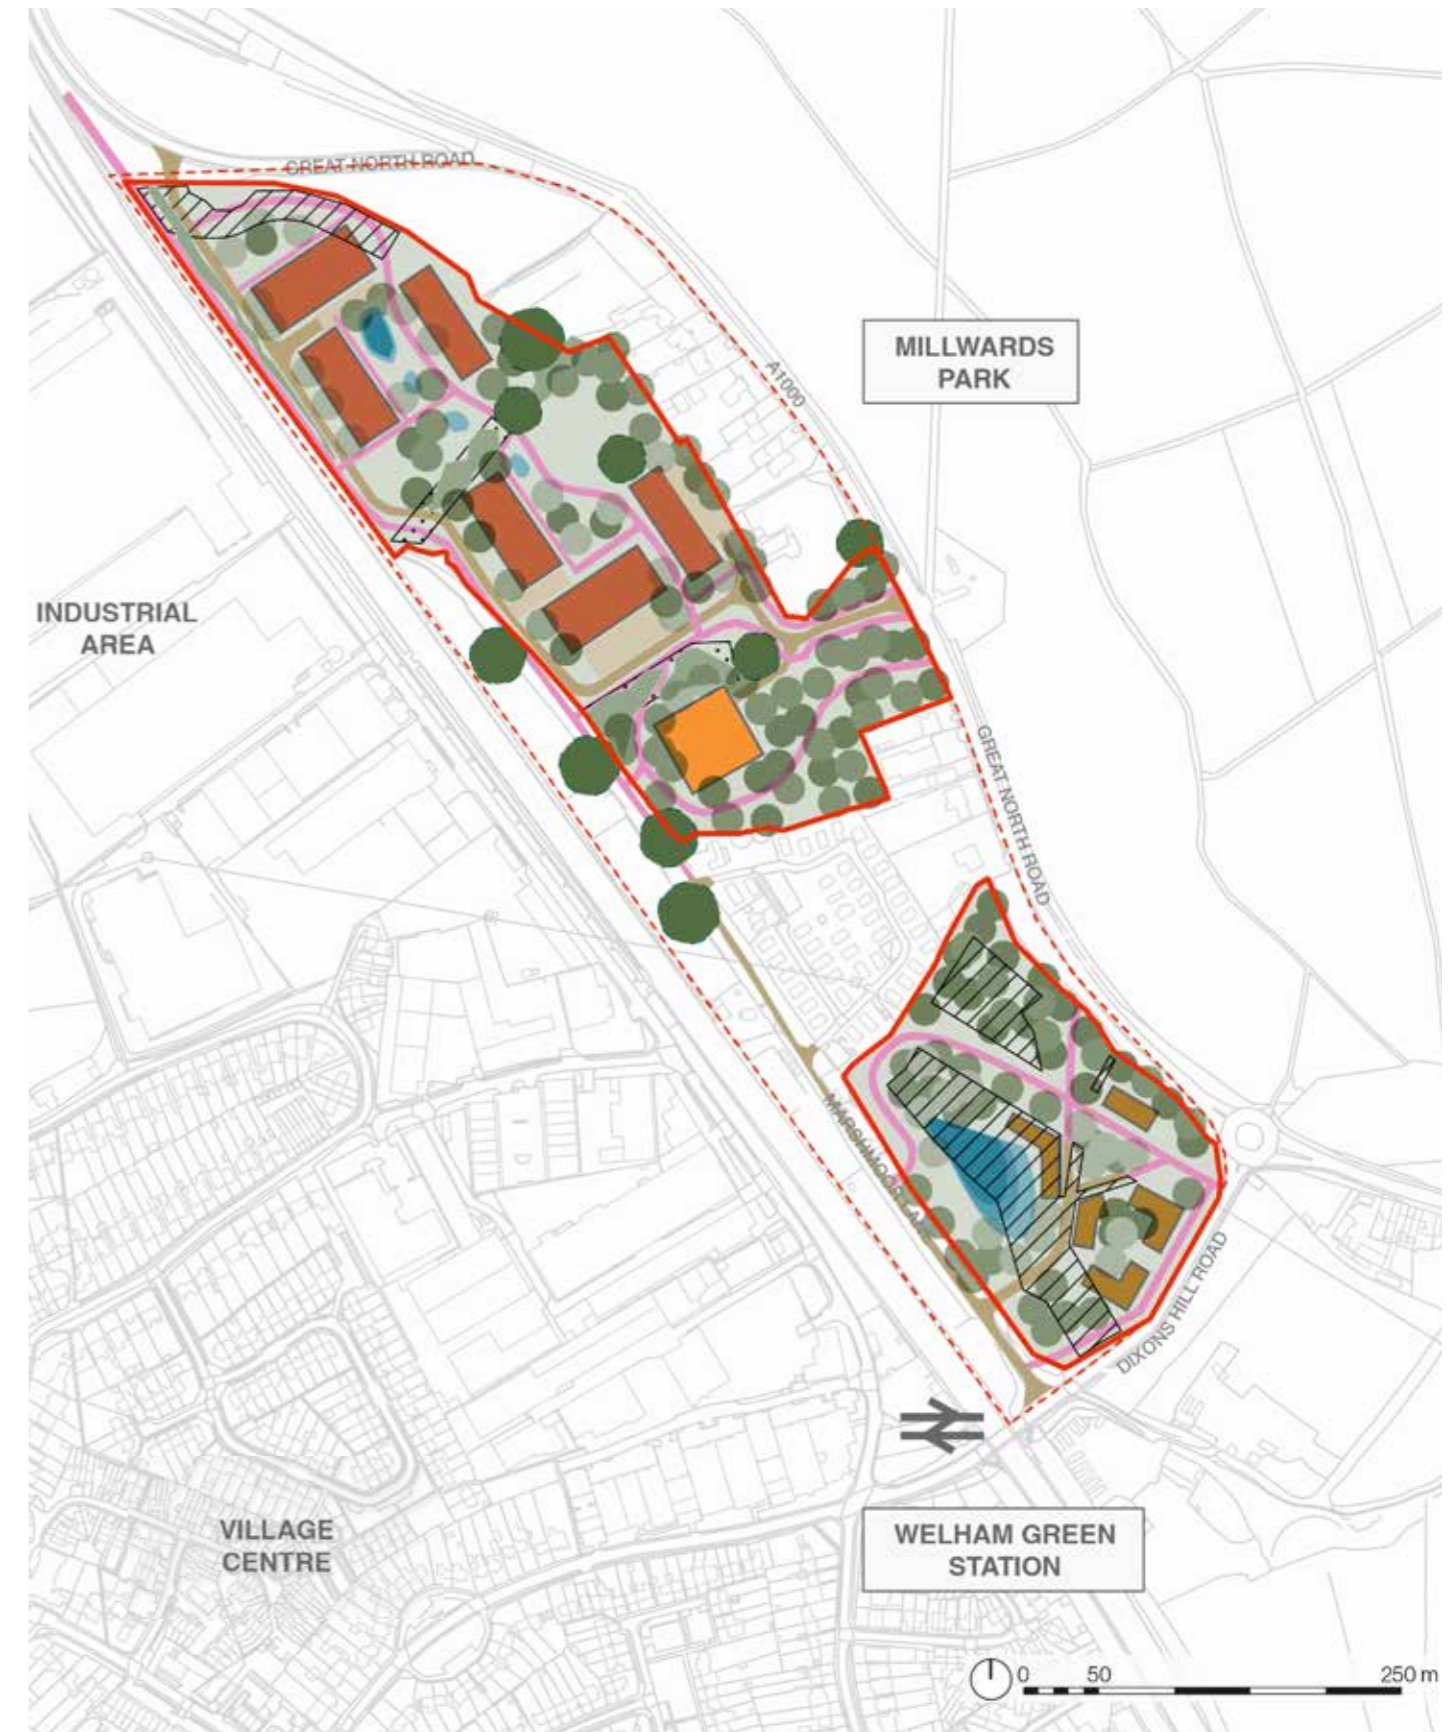 GREAT NORTH ROAD
MILLWARDS
PARK
A1000
INDUSTRIAL
AREA
GREAT NORTH ROAD
MARSHMOOR LANE
DIXONS HILL ROAD
VILLAGE
CENTRE
WELHAM GREEN
STATION
0 50 250 m